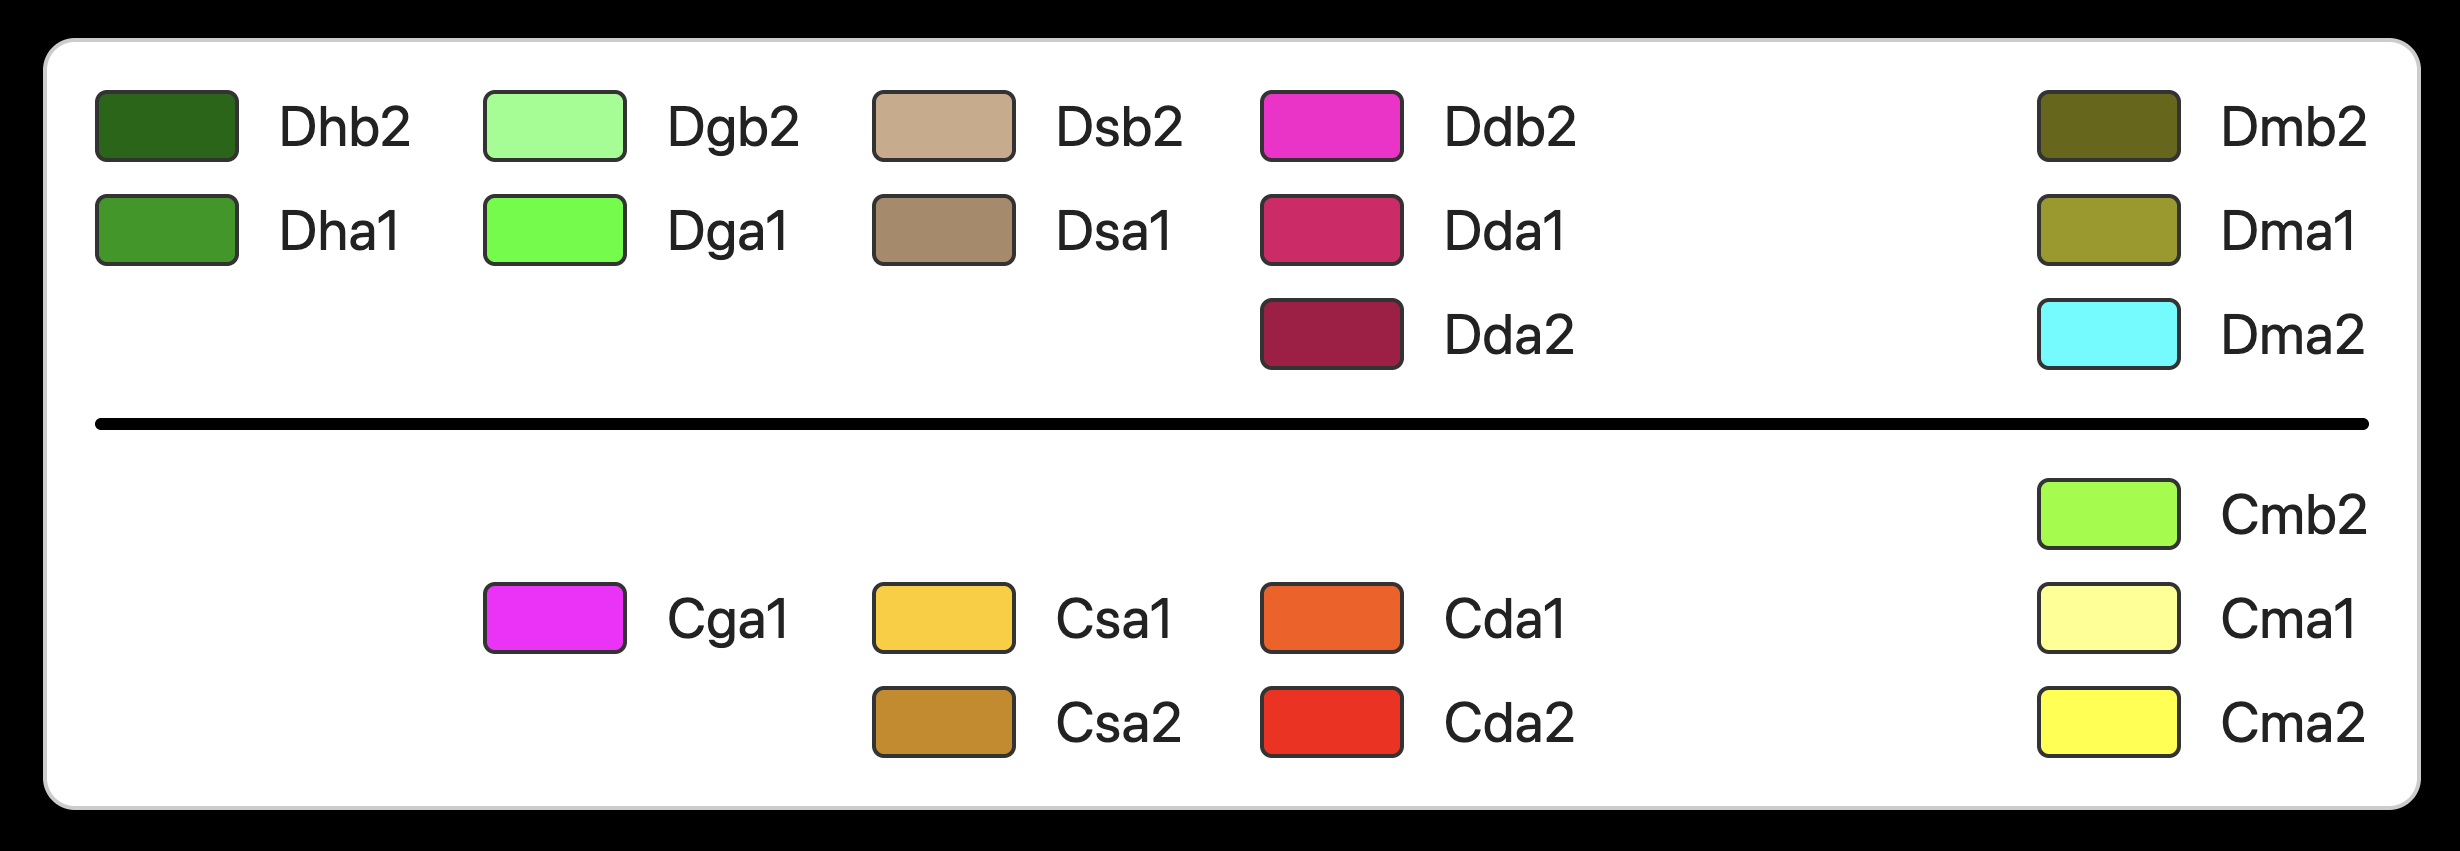 Dhb2 Dgb2 Dsb2 Ddb2 Dmb2
Dha1 Dga1 Dsa1 Dda1 Dma1
Dda2 Dma2
Cmb2
Cga1 Csa1 Cda1 Cma1
Csa2 Cda2 Cma2